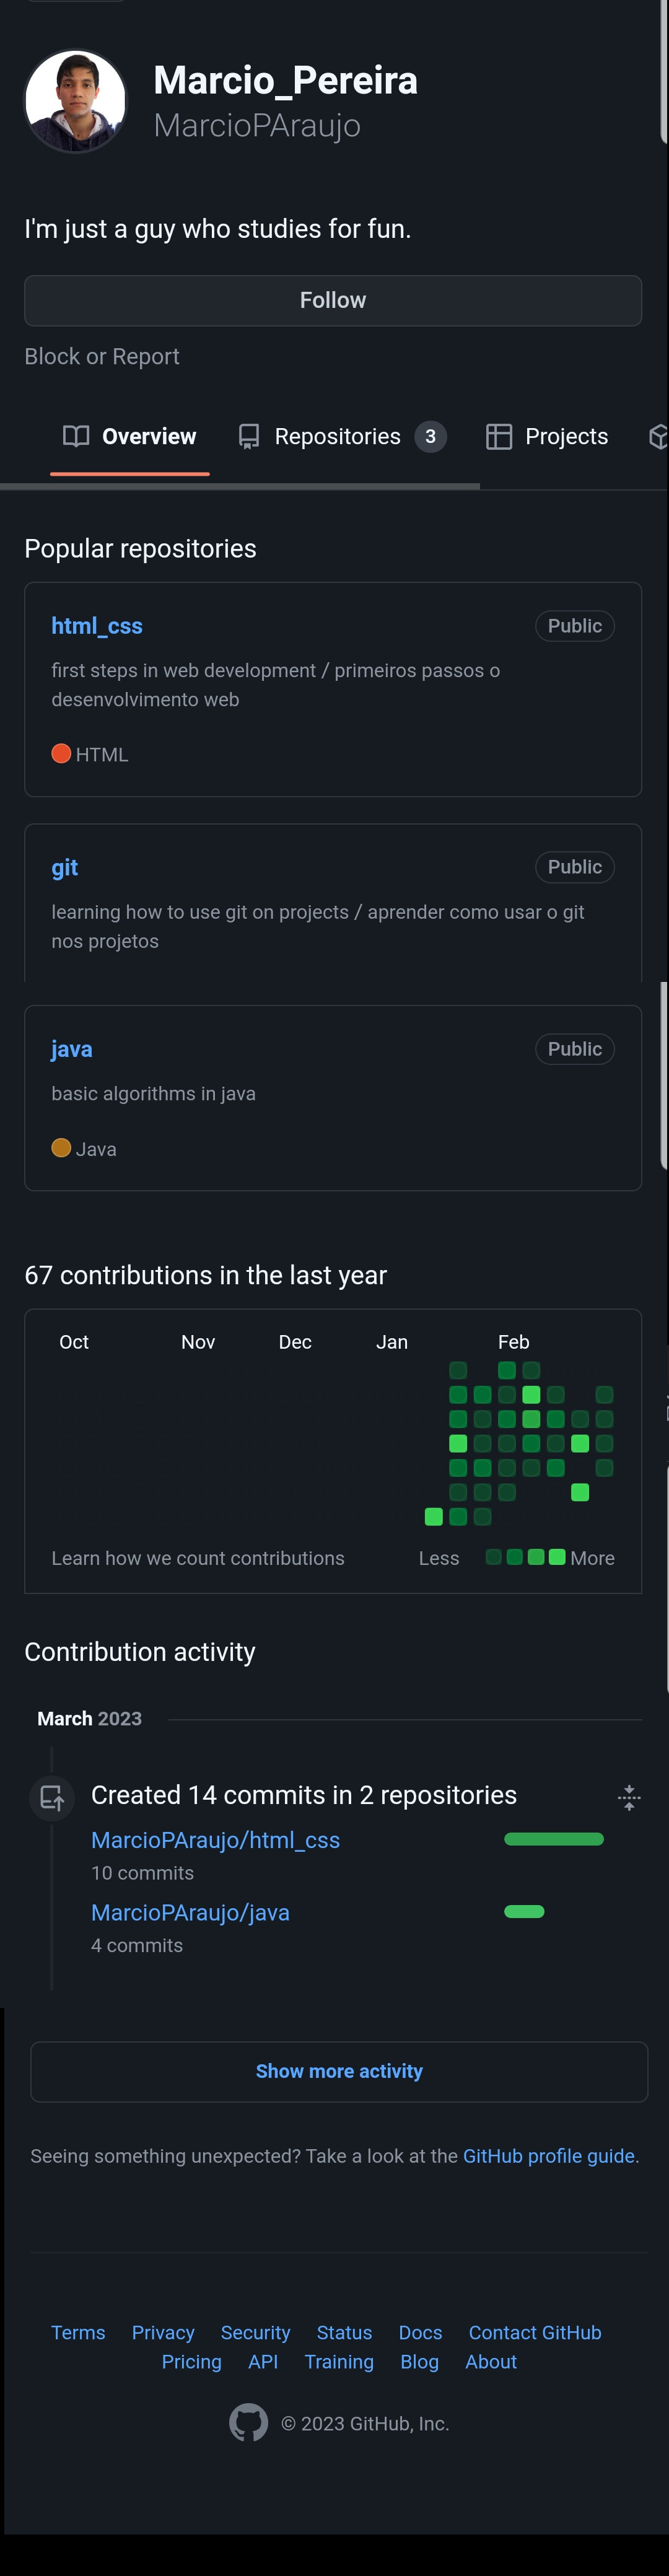 Marcio_Pereira
MarcioPAraujo
I'm just a guy who studies for fun.
Follow
Block or Report
Overview Repositories 3 Projects
Popular repositories
html_css Public
first steps in web development / primeiros passos o
desenvolvimento web
HTML
git Public
learning how to use git on projects / aprender como usar o git
nos projetos
java Public
basic algorithms in java
Java
67 contributions in the last year
Oct Nov Dec Jan Feb
Learn how we count contributions Less More
Contribution activity
March 2023
Created 14 commits in 2 repositories
MarcioPAraujo/html_css
10 commits
MarcioPAraujo/java
4 commits
Show more activity
Seeing something unexpected? Take a look at the GitHub profile guide.
Terms Privacy Security Status Docs Contact GitHub
Pricing API Training Blog About
© 2023 GitHub, Inc.